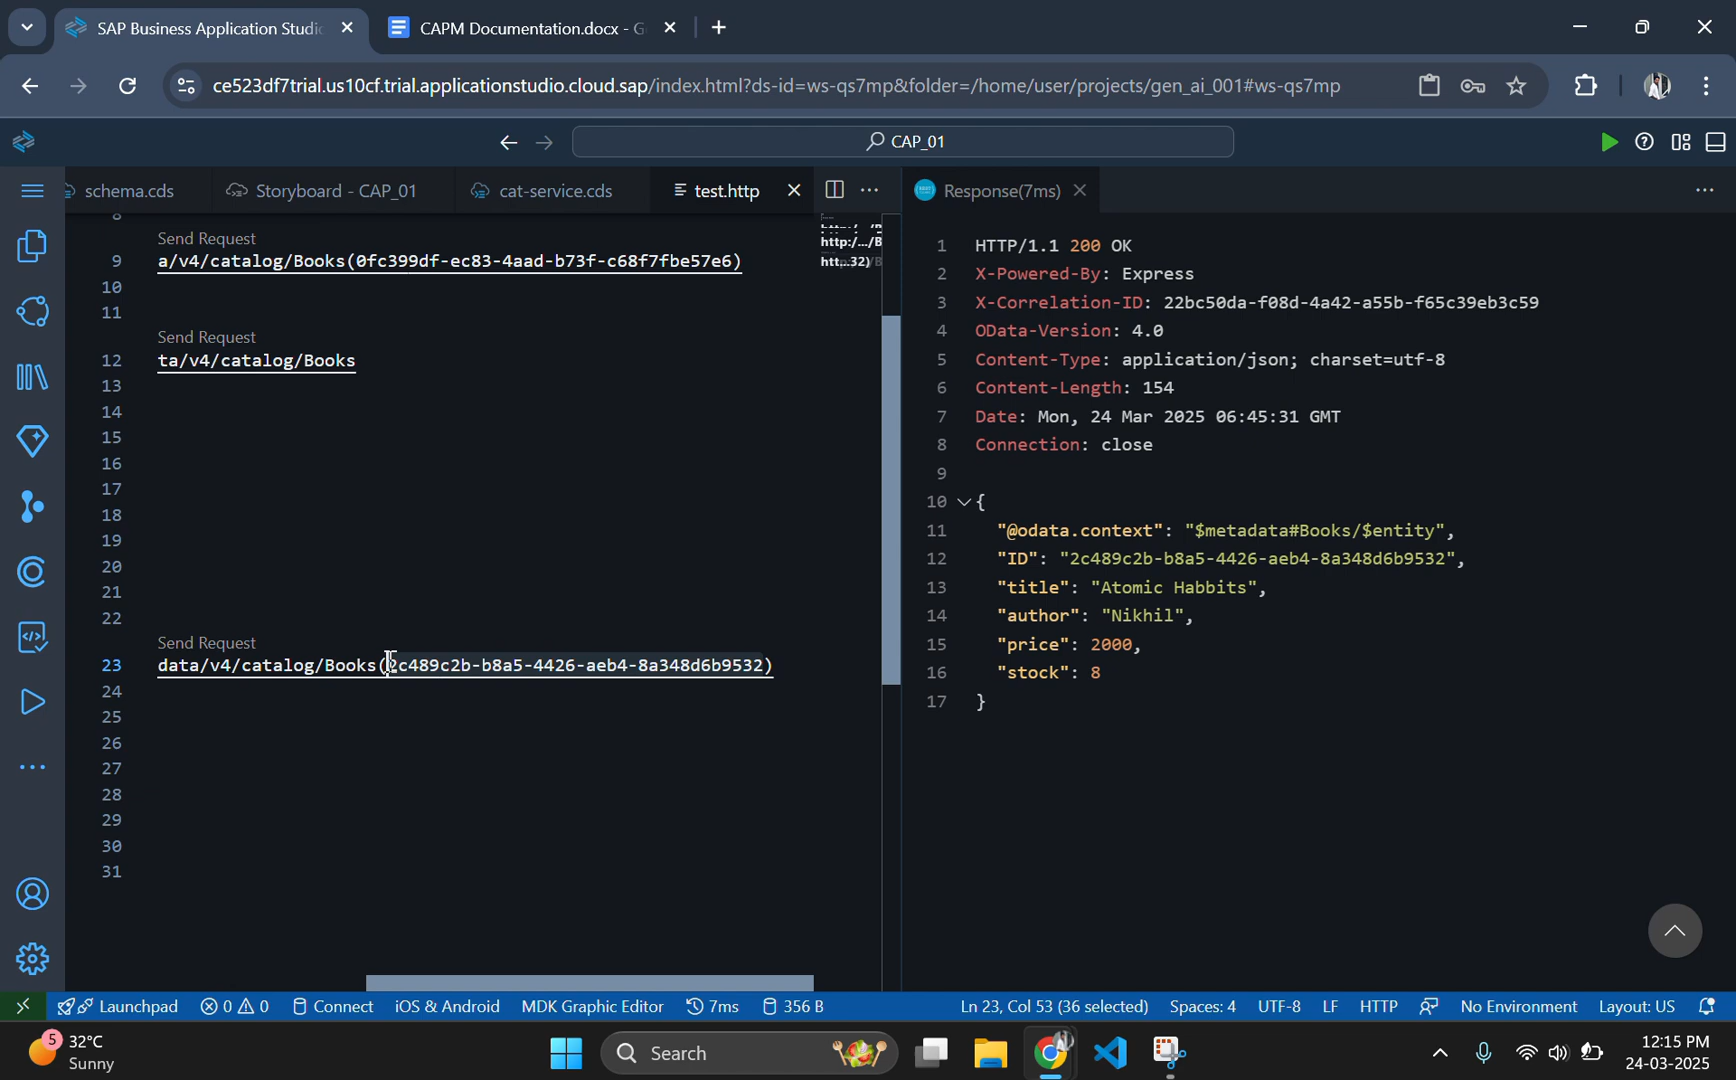 SAP Business Application Studio
CAPM Documentation.docx - G
ce523df7trial.us10cf.trial.applicationstudio.cloud.sap/index.html?ds-id=ws-qs7mp&folder=/home/user/projects/gen_ai_001#ws-qs7mp
CAP_01
schema.cds
Storyboard - CAP_01
cat-service.cds
test.http
Response(7ms)
8
Send Request
9 a/v4/catalog/Books(0fc399df-ec83-4aad-b73f-c68f7fbe57e6)
10
11
Send Request
12 ta/v4/catalog/Books
13
14
15
16
17
18
19
20
21
22
Send Request
23 data/v4/catalog/Books(2c489c2b-b8a5-4426-aeb4-8a348d6b9532)
24
25
26
27
28
29
30
31
http:/.../B
htt...32)/B
1 HTTP/1.1 200 OK
2 X-Powered-By: Express
3 X-Correlation-ID: 22bc50da-f08d-4a42-a55b-f65c39eb3c59
4 OData-Version: 4.0
5 Content-Type: application/json; charset=utf-8
6 Content-Length: 154
7 Date: Mon, 24 Mar 2025 06:45:31 GMT
8 Connection: close
9
10 {
11 "@odata.context": "$metadata#Books/$entity",
12 "ID": "2c489c2b-b8a5-4426-aeb4-8a348d6b9532",
13 "title": "Atomic Habbits",
14 "author": "Nikhil",
15 "price": 2000,
16 "stock": 8
17 }
Launchpad 0 0 Connect iOS & Android MDK Graphic Editor 7ms 356 B Ln 23, Col 53 (36 selected) Spaces: 4 UTF-8 LF HTTP No Environment Layout: US
5
32°C
Sunny
Search
12:15 PM
24-03-2025